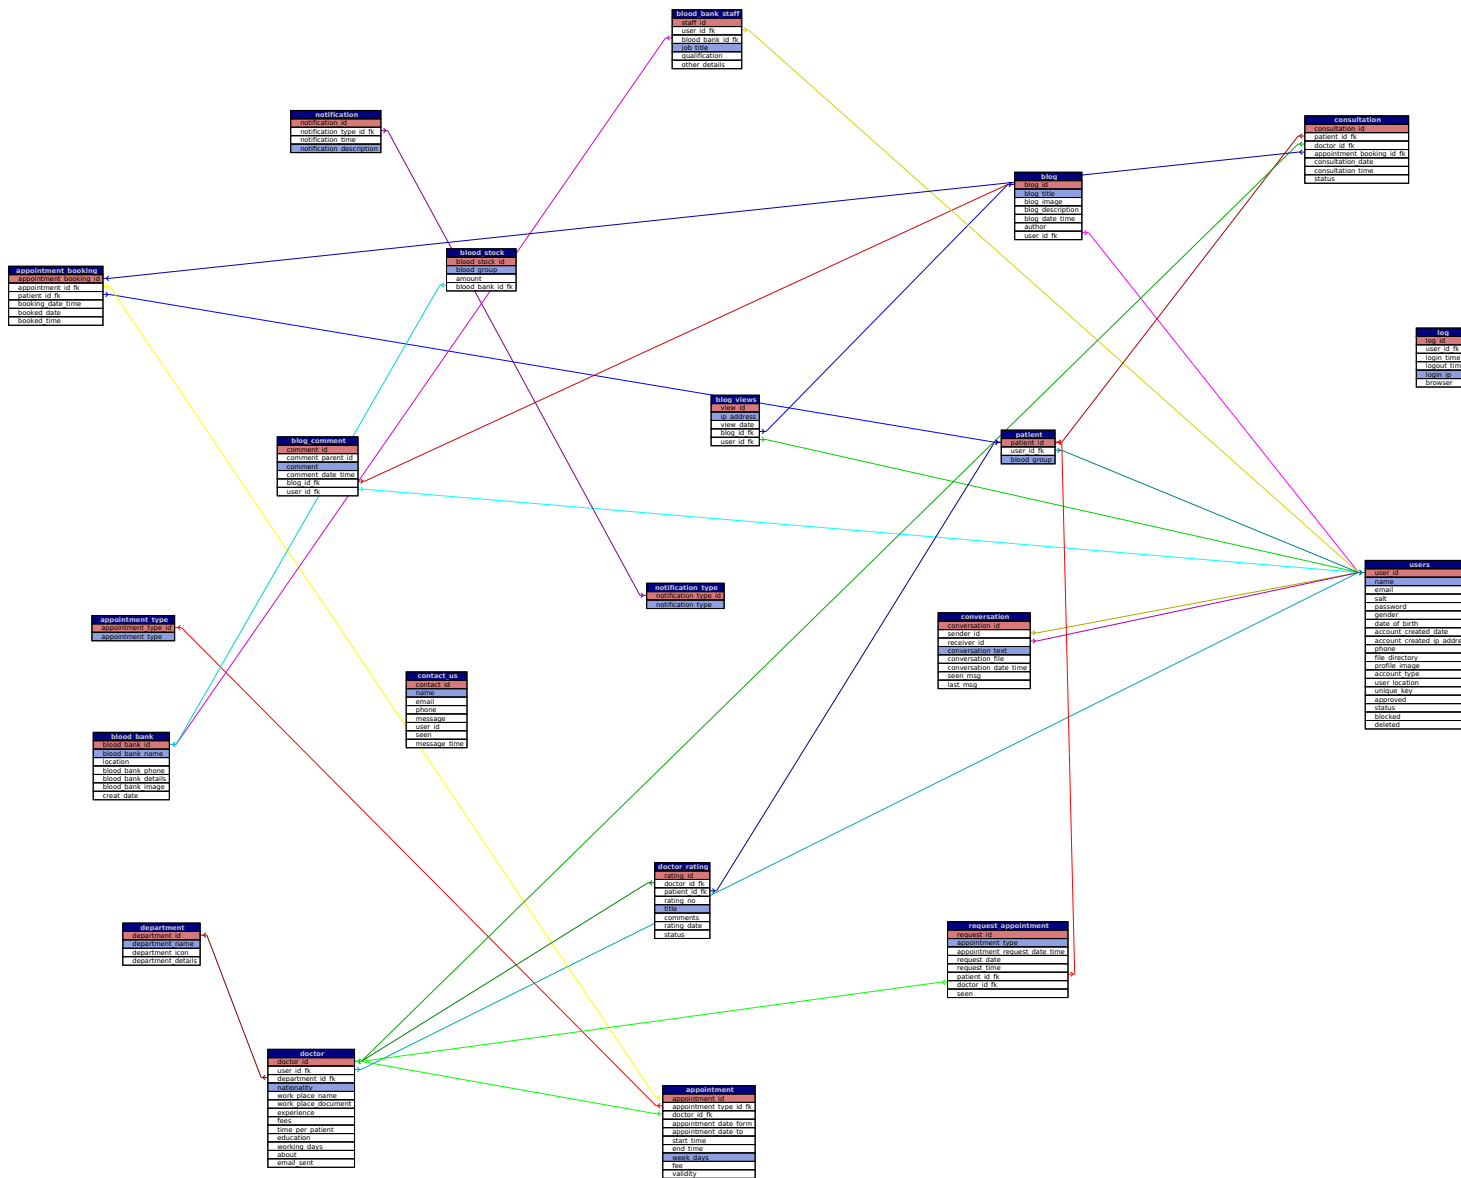 blood_bank_staff
staff_id
user_id_fk
blood_bank_id_fk
job_title
qualification
other_details
notification
notification_id
notification_type_id_fk
notification_time
notification_description
consultation
consultation_id
patient_id_fk
doctor_id_fk
appointment_booking_id_fk
consultation_date
consultation_time
status
blog
blog_id
blog_title
blog_image
blog_description
blog_date_time
author
user_id_fk
blood_stock
blood_stock_id
blood_group
amount
blood_bank_id_fk
appointment_booking
appointment_booking_id
appointment_id_fk
patient_id_fk
booking_date_time
booked_date
booked_time
log
log_id
user_id_fk
login_time
logout_tim
login_ip
browser
blog_views
view_id
ip_address
view_date
blog_id_fk
user_id_fk
patient
patient_id
user_id_fk
blood_group
blog_comment
comment_id
comment_parent_id
comment
comment_date_time
blog_id_fk
user_id_fk
users
user_id
name
email
salt
password
gender
date_of_birth
account_created_date
account_created_ip_addre
phone
file_directory
profile_image
account_type
user_location
unique_key
approved
status
blocked
deleted
notification_type
notification_type_id
notification_type
appointment_type
appointment_type_id
appointment_type
conversation
conversation_id
sender_id
receiver_id
conversation_text
conversation_file
conversation_date_time
seen_msg
last_msg
contact_us
contact_id
name
email
phone
message
user_id
seen
message_time
blood_bank
blood_bank_id
blood_bank_name
location
blood_bank_phone
blood_bank_details
blood_bank_image
creat_date
doctor_rating
rating_id
doctor_id_fk
patient_id_fk
rating_no
title
comments
rating_date
status
department
department_id
department_name
department_icon
department_details
request_appointment
request_id
appointment_type
appointment_request_date_time
request_date
request_time
patient_id_fk
doctor_id_fk
seen
doctor
doctor_id
user_id_fk
department_id_fk
nationality
work_place_name
work_place_document
experience
fees
time_per_patient
education
working_days
about
email_sent
appointment
appointment_id
appointment_type_id_fk
doctor_id_fk
appointment_date_form
appointment_date_to
start_time
end_time
week_days
fee
validity